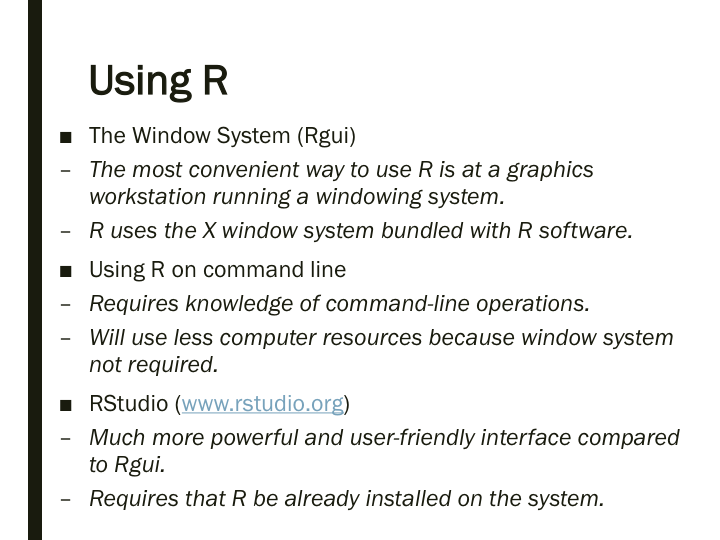 Using R
■ The Window System (Rgui)
– The most convenient way to use R is at a graphics
workstation running a windowing system.
– R uses the X window system bundled with R software.
■ Using R on command line
– Requires knowledge of command-line operations.
– Will use less computer resources because window system
not required.
■ RStudio (www.rstudio.org)
– Much more powerful and user-friendly interface compared
to Rgui.
– Requires that R be already installed on the system.